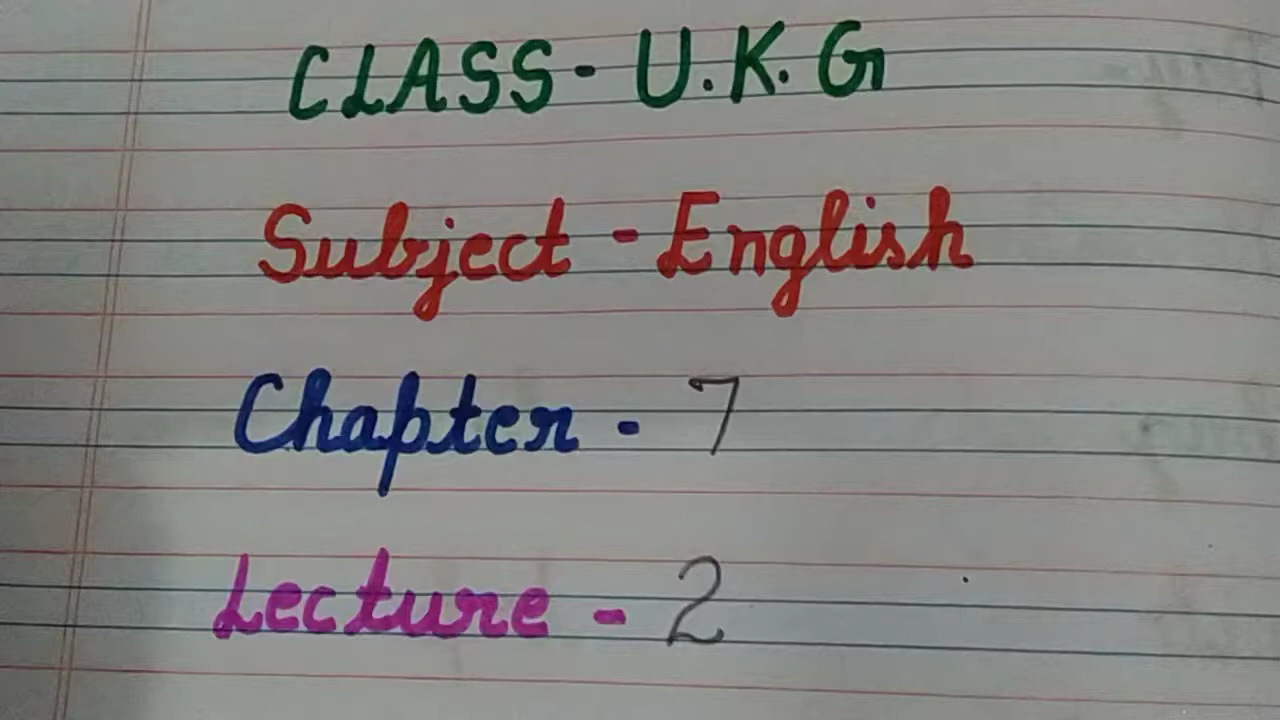 CLASS - U.K.G
Subject - English
Chapter - 7
Lecture - 2